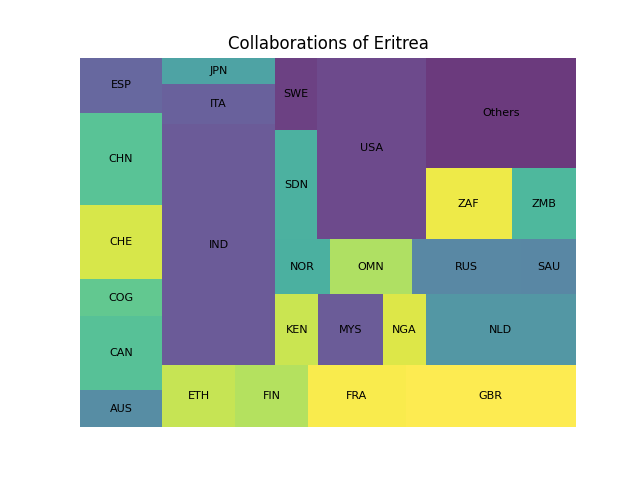 Collaborations of Eritrea
ESP
JPN
ITA
SWE
USA
Others
CHN
SDN
ZAF
ZMB
CHE
IND
NOR
OMN
RUS
SAU
COG
KEN
MYS
NGA
NLD
CAN
AUS
ETH
FIN
FRA
GBR